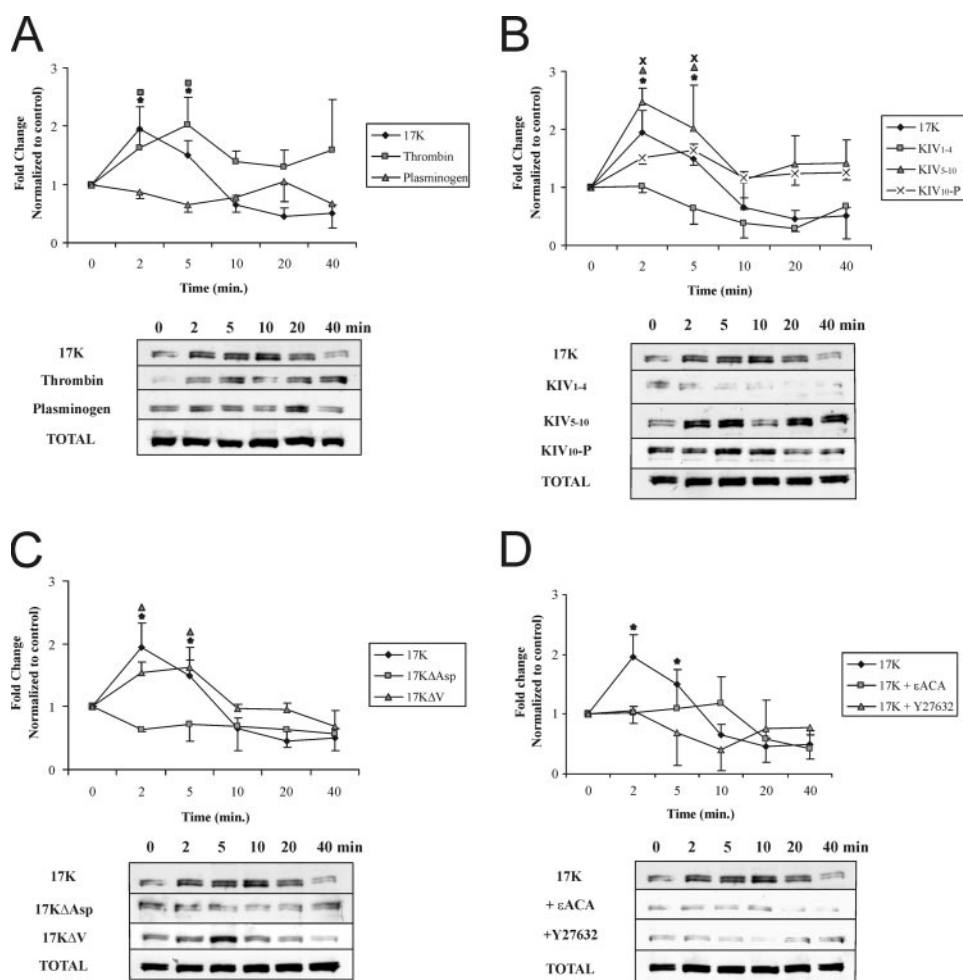 A
3
2
1
0
Fold Change
Normalized to control)
0 2 5 10 20 40
Time (min.)
17K
Thrombin
Plasminogen
0 2 5 10 20 40 min
17K
Thrombin
Plasminogen
TOTAL
B
3
2
1
0
Fold Change
Normalized to control)
x x
0 2 5 10 20 40
Time (min)
17K
KIV1-4
KIV5-10
KIV10-P
0 2 5 10 20 40 min
17K
KIV1-4
KIV5-10
KIV10-P
TOTAL
C
3
2
1
0
Fold Change
Normalized to control)
* *
0 2 5 10 20 40
Time (min.)
17K
17KΔAsp
17KΔV
0 2 5 10 20 40 min
17K
17KΔAsp
17KΔV
TOTAL
D
3
2
1
0
Fold change
Normalized to control)
* *
0 2 5 10 20 40
Time (min.)
17K
17K + εACA
17K + Y27632
0 2 5 10 20 40 min
17K
+ εACA
+Y27632
TOTAL